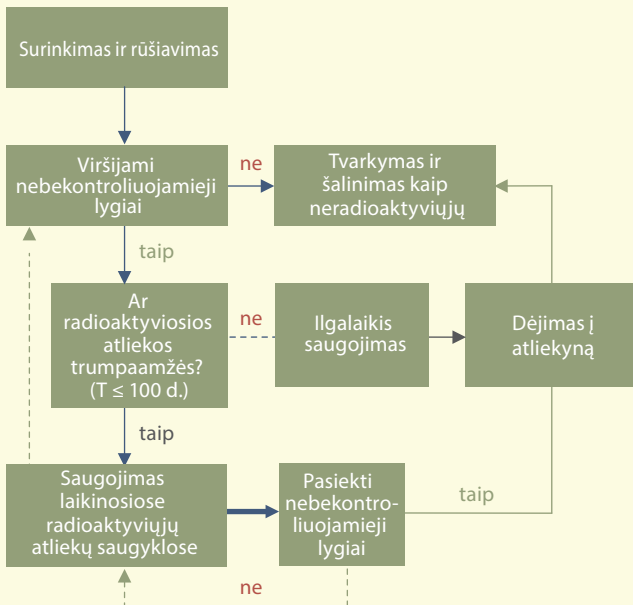 Surinkimas ir rūšiavimas
Viršijami
nebekontroliuojamieji
lygiai
ne
Tvarkymas ir
šalinimas kaip
neradioaktyviųjų
taip
Ar
radioaktyviosios
atliekos
trumpaamžės?
(T ≤ 100 d.)
ne
Ilgalaikis
saugojimas
Dėjimas į
atliekyną
taip
Saugojimas
laikinosiose
radioaktyviųjų
atliekų saugyklose
Pasiekti
nebekontro-
liuojamieji
lygiai
taip
ne